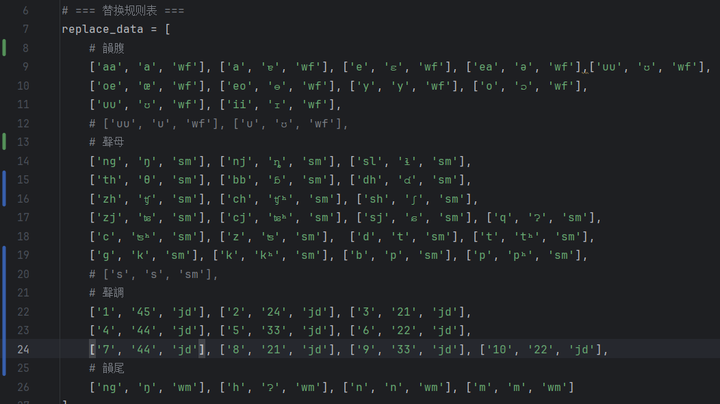 6 # === 替换规则表 ===
7 replace_data = [
8 # 韻腹
9 ['aa', 'a', 'wf'], ['a', 'ɐ', 'wf'], ['e', 'ɛ', 'wf'], ['ea', 'ə', 'wf'],['uu', 'ʊ', 'wf'],
10 ['oe', 'œ', 'wf'], ['eo', 'ɵ', 'wf'], ['y', 'y', 'wf'], ['o', 'ɔ', 'wf'],
11 ['uu', 'ʊ', 'wf'], ['ii', 'ɪ', 'wf'],
12 # ['uu', 'u', 'wf'], ['u', 'ʊ', 'wf'],
13 # 聲母
14 ['ng', 'ŋ', 'sm'], ['nj', 'ȵ', 'sm'], ['sl', 'ɬ', 'sm'],
15 ['th', 'θ', 'sm'], ['bb', 'ɓ', 'sm'], ['dh', 'ɗ', 'sm'],
16 ['zh', 'ʧ', 'sm'], ['ch', 'ʧʰ', 'sm'], ['sh', 'ʃ', 'sm'],
17 ['zj', 'ʨ', 'sm'], ['cj', 'ʨʰ', 'sm'], ['sj', 'ɕ', 'sm'], ['q', 'ʔ', 'sm'],
18 ['c', 'ʦʰ', 'sm'], ['z', 'ʦ', 'sm'], ['d', 't', 'sm'], ['t', 'tʰ', 'sm'],
19 ['g', 'k', 'sm'], ['k', 'kʰ', 'sm'], ['b', 'p', 'sm'], ['p', 'pʰ', 'sm'],
20 # ['s', 's', 'sm'],
21 # 聲調
22 ['1', '45', 'jd'], ['2', '24', 'jd'], ['3', '21', 'jd'],
23 ['4', '44', 'jd'], ['5', '33', 'jd'], ['6', '22', 'jd'],
24 ['7', '44', 'jd'], ['8', '21', 'jd'], ['9', '33', 'jd'], ['10', '22', 'jd'],
25 # 韻尾
26 ['ng', 'ŋ', 'wm'], ['h', 'ʔ', 'wm'], ['n', 'n', 'wm'], ['m', 'm', 'wm']